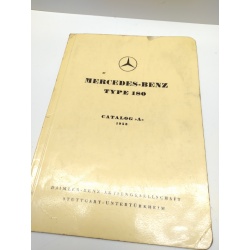 MERCEDES-BENZ
TYPE 180
CATALOG »A«
DAIMLER-BENZ AKTIENGESELLSCHAFT
STUTTGART-UNTERTÜRKHEIM